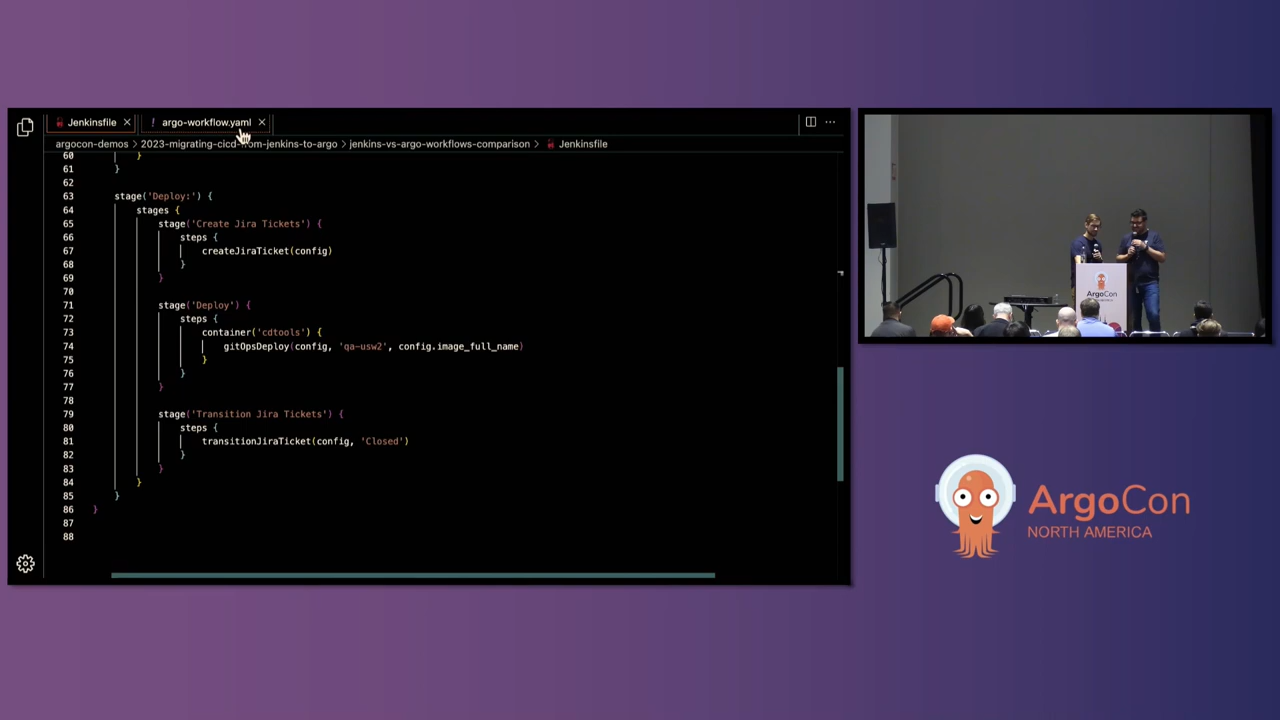 Jenkinsfile
! argo-workflow.yaml
argocon-demos > 2023-migrating-cicd-from-jenkins-to-argo > jenkins-vs-argo-workflows-comparison > Jenkinsfile
60 }
61 }
62
63 stage('Deploy:') {
64 stages {
65 stage('Create Jira Tickets') {
66 steps {
67 createJiraTicket(config)
68 }
69 }
70
71 stage('Deploy') {
72 steps {
73 container('cdtools') {
74 gitOpsDeploy(config, 'qa-usw2', config.image_full_name)
75 }
76 }
77 }
78
79 stage('Transition Jira Tickets') {
80 steps {
81 transitionJiraTicket(config, 'Closed')
82 }
83 }
84 }
85 }
86 }
87
88
ArgoCon
ArgoCon
NORTH AMERICA